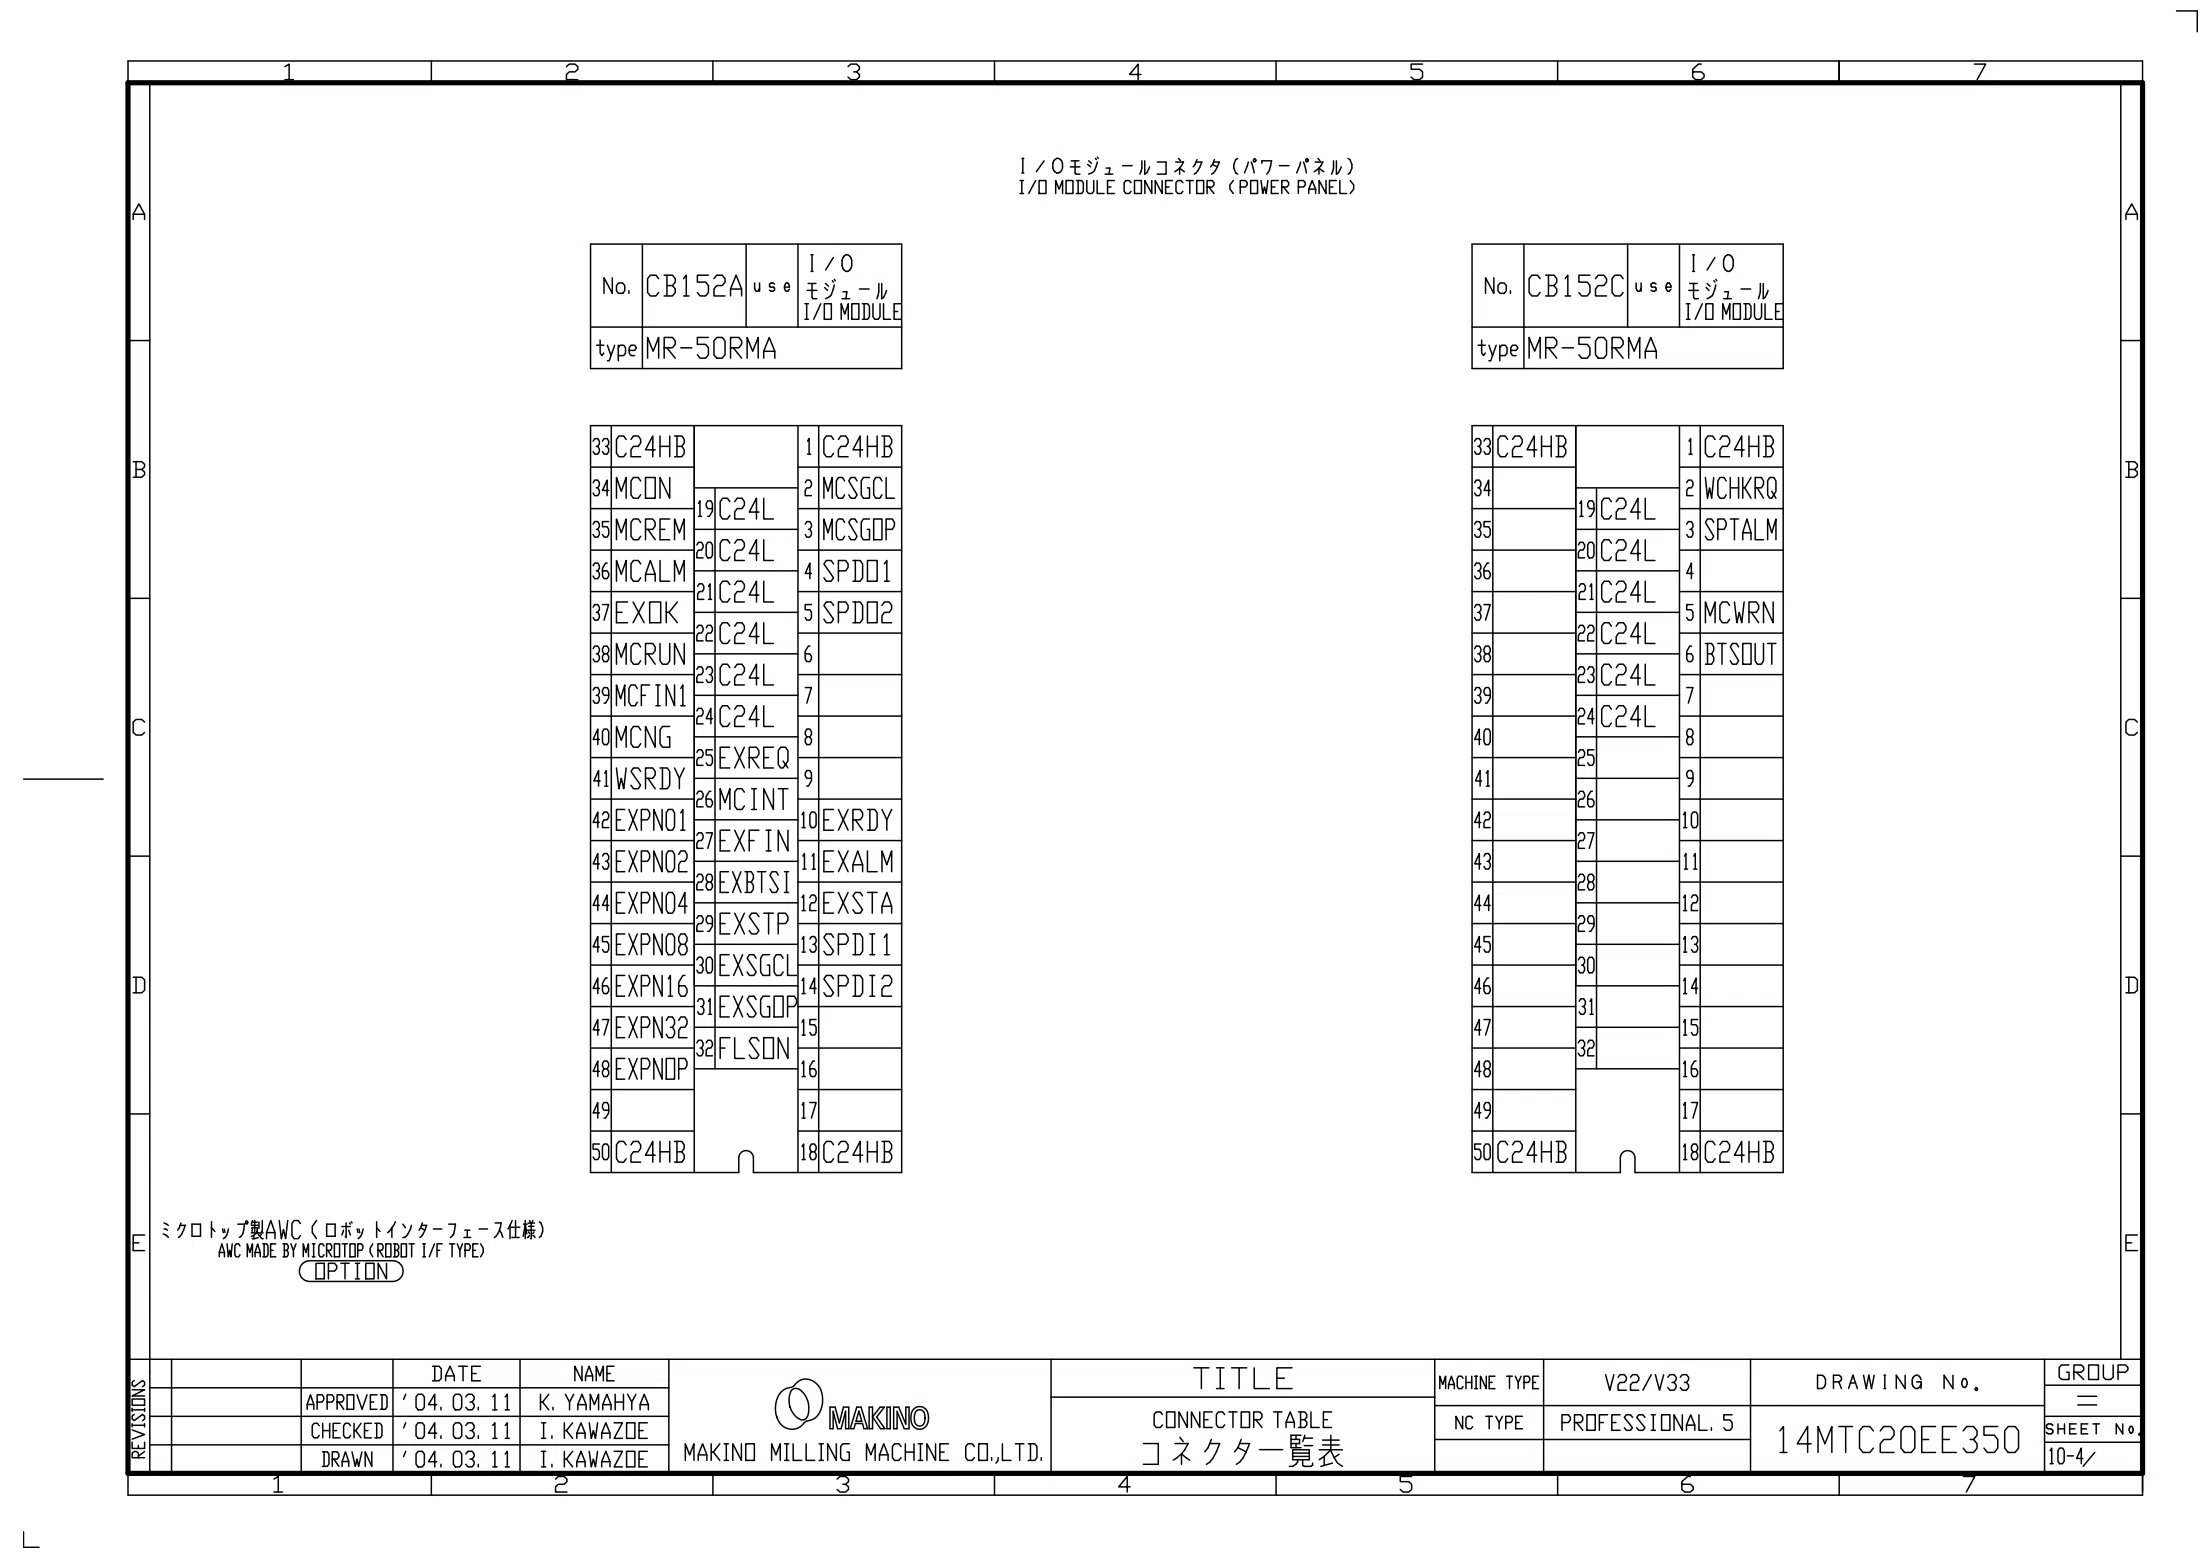 1 2 3 4 5 6 7
I/Oモジュールコネクタ(パワーパネル)
I/O MODULE CONNECTOR (POWER PANEL)
A A
No. CB152A use I/O モジュール I/O MODULE
type MR-50RMA
No. CB152C use I/O モジュール I/O MODULE
type MR-50RMA
B B
C C
D D
E E
33 C24HB
34 MCON
35 MCREM
36 MCALM
37 EXOK
38 MCRUN
39 MCFIN1
40 MCNG
41 WSRDY
42 EXPN01
43 EXPN02
44 EXPN04
45 EXPN08
46 EXPN16
47 EXPN32
48 EXPNOP
49
50 C24HB
19 C24L
20 C24L
21 C24L
22 C24L
23 C24L
24 C24L
25 EXREQ
26 MCINT
27 EXFIN
28 EXBTSI
29 EXSTP
30 EXSGCL
31 EXSGOP
32 FLSON
1 C24HB
2 MCSGCL
3 MCSGOP
4 SPDO1
5 SPDO2
6
7
8
9
10 EXRDY
11 EXALM
12 EXSTA
13 SPDI1
14 SPDI2
15
16
17
18 C24HB
33 C24HB
34
35
36
37
38
39
40
41
42
43
44
45
46
47
48
49
50 C24HB
19 C24L
20 C24L
21 C24L
22 C24L
23 C24L
24 C24L
25
26
27
28
29
30
31
32
1 C24HB
2 WCHKRQ
3 SPTALM
4
5 MCWRN
6 BTSOUT
7
8
9
10
11
12
13
14
15
16
17
18 C24HB
ミクロトップ製AWC(ロボットインターフェース仕様)
AWC MADE BY MICROTOP(ROBOT I/F TYPE)
OPTION
REVISIONS
DATE NAME
APPROVED '04.03.11 K. YAMAHYA
CHECKED '04.03.11 I. KAWAZOE
DRAWN '04.03.11 I. KAWAZOE
MAKINO
MAKINO MILLING MACHINE CO.,LTD.
TITLE
CONNECTOR TABLE
コネクター覧表
MACHINE TYPE V22/V33
NC TYPE PROFESSIONAL.5
DRAWING No.
14MTC20EE350
GROUP
=
SHEET No.
10-4/
1 2 3 4 5 6 7